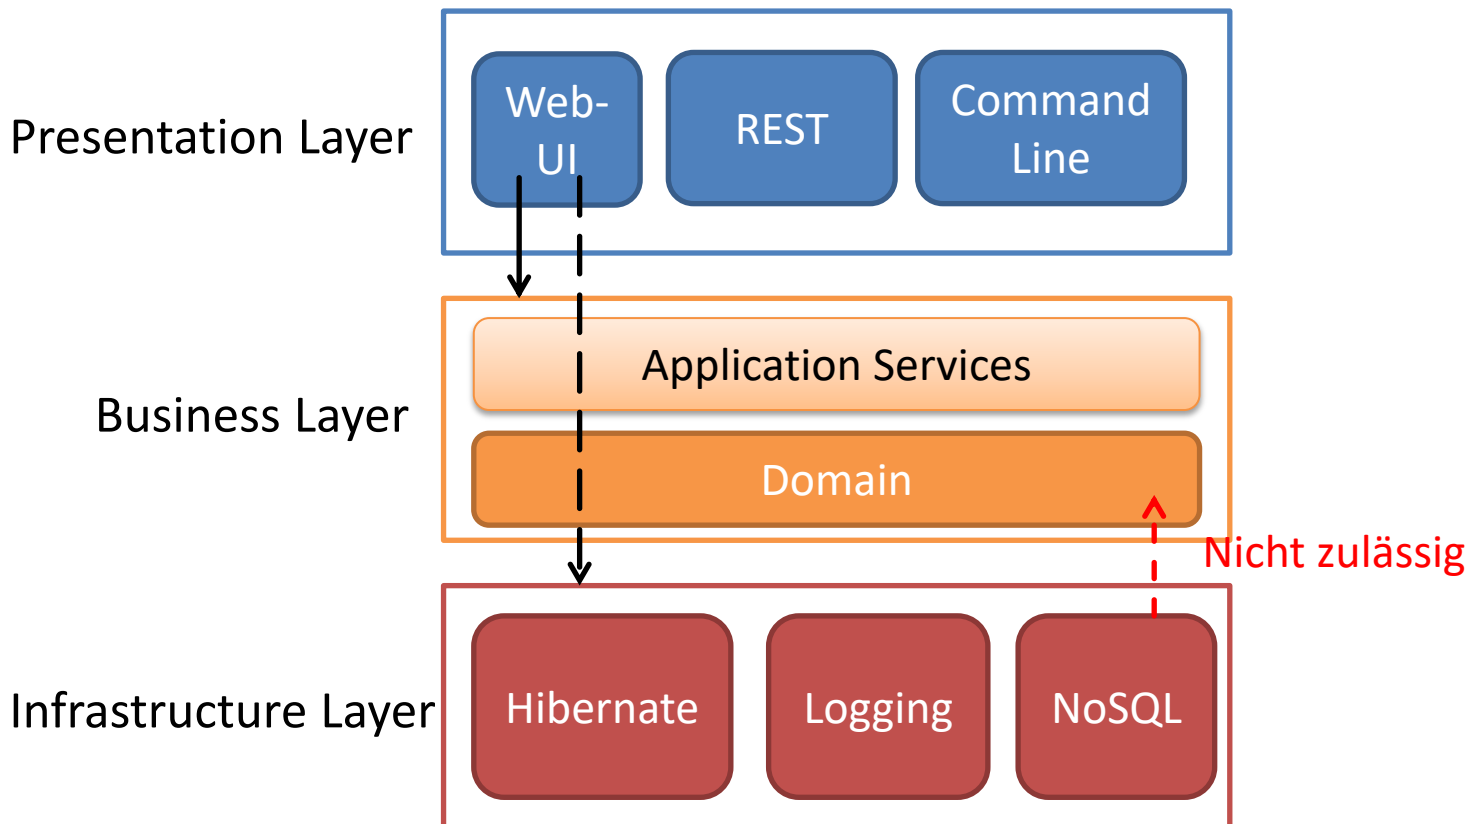 Presentation Layer
Web-
UI
REST
Command
Line
Business Layer
Application Services
Domain
Nicht zulässig
Infrastructure Layer
Hibernate
Logging
NoSQL